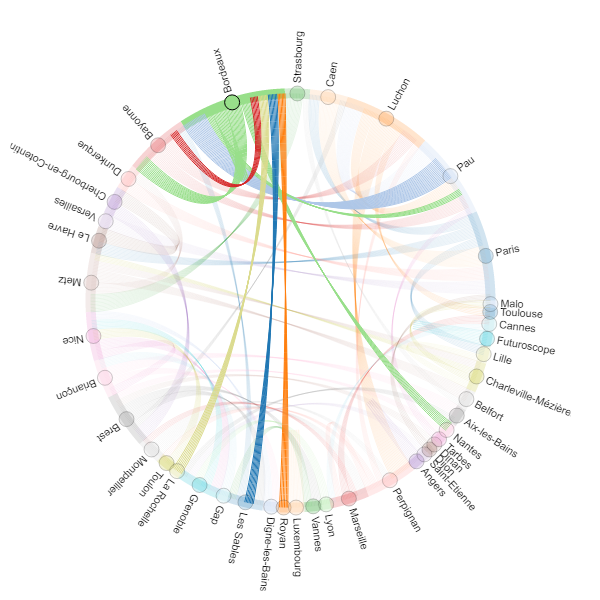 Strasbourg
Caen
Luchon
Pau
Paris
Malo
Toulouse
Cannes
Futuroscope
Lille
Charleville-Mézière
Belfort
Aix-les-Bains
Nantes
Tarbes
Dinan
Dijon
Saint-Etienne
Angers
Perpignan
Marseille
Lyon
Vannes
Luxembourg
Royan
Digne-les-Bains
Les Sables
Gap
Grenoble
La Rochelle
Toulon
Montpellier
Brest
Briançon
Nice
Metz
Le Havre
Versailles
Cherbourg-en-Cotentin
Dunkerque
Bayonne
Bordeaux